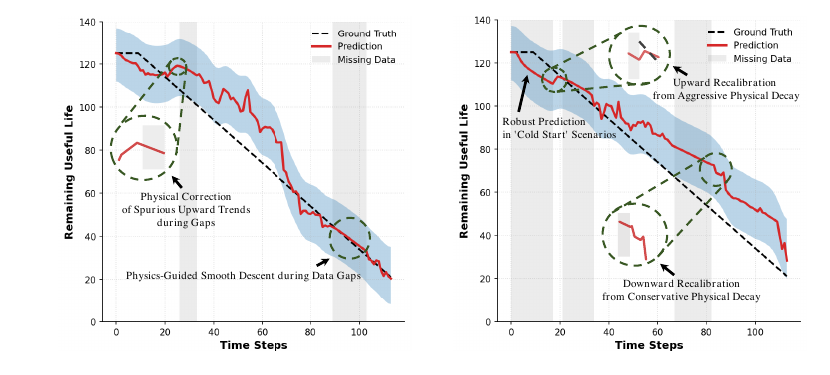 140
120
100
80
60
40
20
0
Remaining Useful Life
Ground Truth
Prediction
Missing Data
Physical Correction
of Spurious Upward Trends
during Gaps
Physics-Guided Smooth Descent during Data Gaps
0 20 40 60 80 100
Time Steps
140
120
100
80
60
40
20
0
Remaining Useful Life
Ground Truth
Prediction
Missing Data
Upward Recalibration
from Aggressive Physical Decay
Robust Prediction
in 'Cold Start' Scenarios
Downward Recalibration
from Conservative Physical Decay
0 20 40 60 80 100
Time Steps